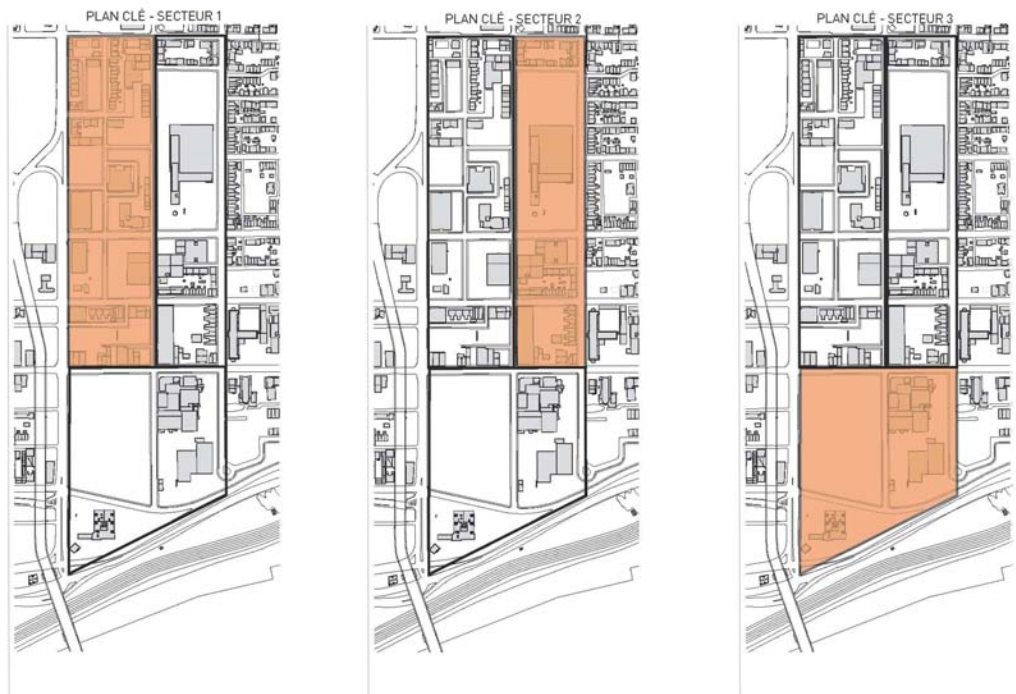 PLAN CLÉ - SECTEUR 1
PLAN CLÉ - SECTEUR 2
PLAN CLÉ - SECTEUR 3